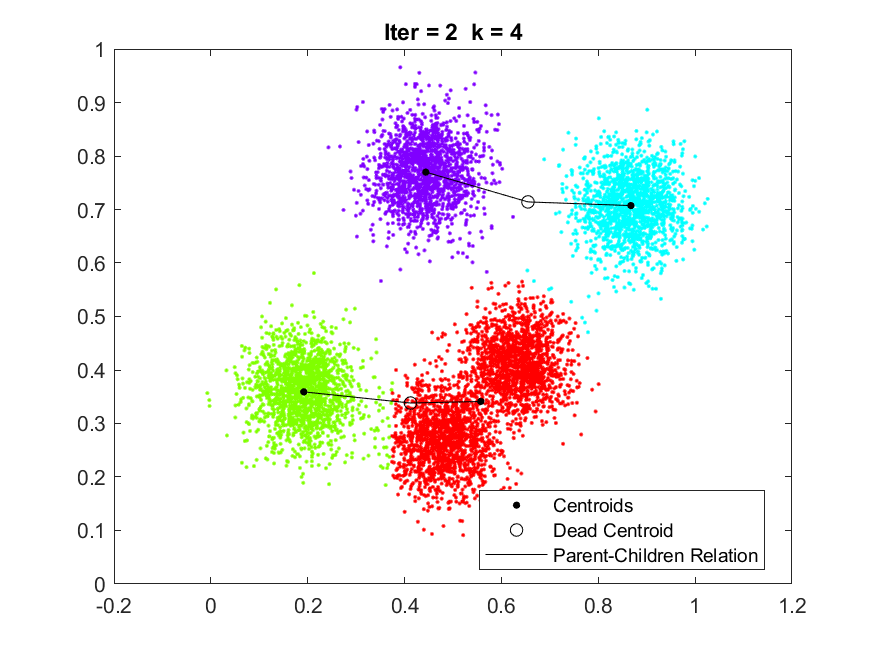 Iter = 2 k = 4
1
0.9
0.8
0.7
0.6
0.5
0.4
0.3
0.2
0.1
0
-0.2 0 0.2 0.4 0.6 0.8 1 1.2
Centroids
Dead Centroid
Parent-Children Relation